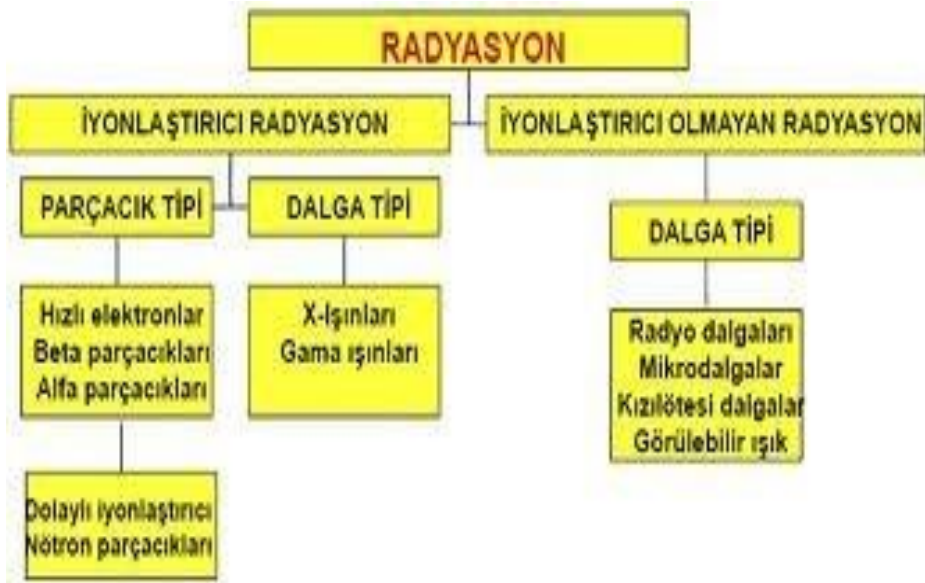 RADYASYON
İYONLAŞTIRICI RADYASYON
İYONLAŞTIRICI OLMAYAN RADYASYON
PARÇACIK TİPİ
DALGA TİPİ
DALGA TİPİ
Hızlı elektronlar
Beta parçacıkları
Alfa parçacıkları
X-Işınları
Gama ışınları
Radyo dalgaları
Mikrodalgalar
Kızılötesi dalgalar
Görülebilir ışık
Dolaylı iyonlaştırıcı
Nötron parçacıkları